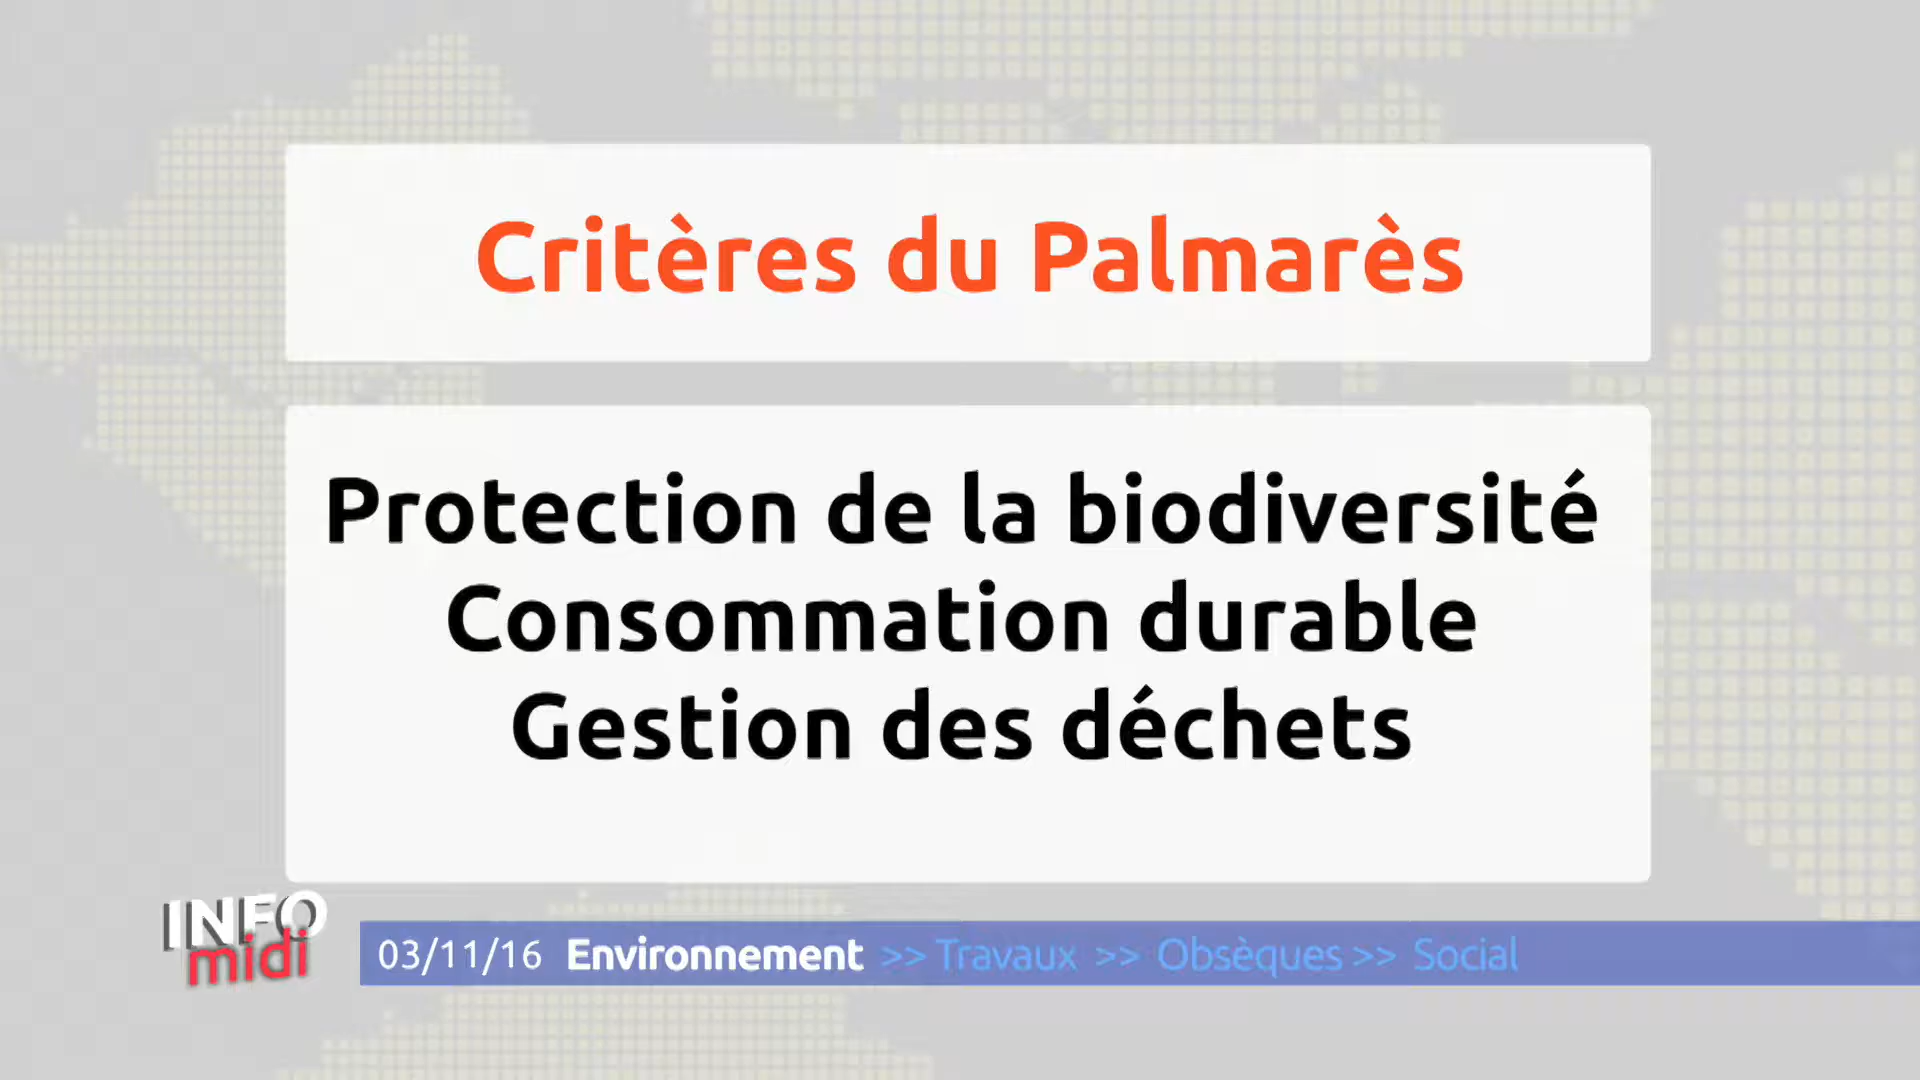 Critères du Palmarès
Protection de la biodiversité
Consommation durable
Gestion des déchets
INFO
midi
03/11/16 Environnement >> Travaux >> Obsèques >> Social